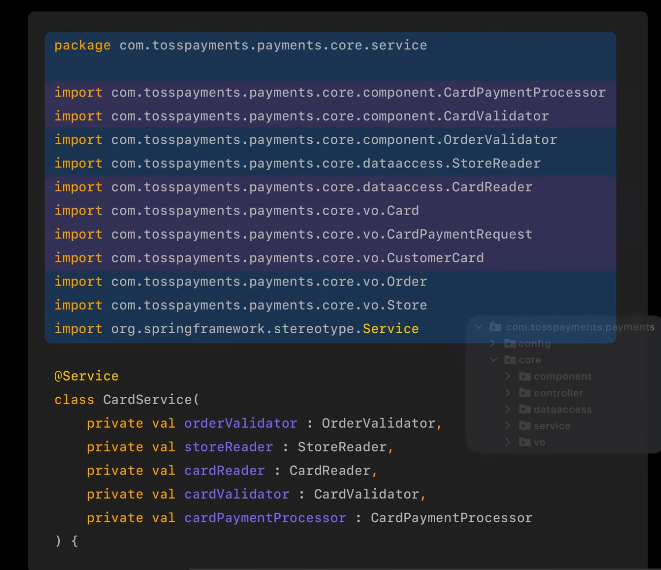 package com.tosspayments.payments.core.service
import com.tosspayments.payments.core.component.CardPaymentProcessor
import com.tosspayments.payments.core.component.CardValidator
import com.tosspayments.payments.core.component.OrderValidator
import com.tosspayments.payments.core.dataaccess.StoreReader
import com.tosspayments.payments.core.dataaccess.CardReader
import com.tosspayments.payments.core.vo.Card
import com.tosspayments.payments.core.vo.CardPaymentRequest
import com.tosspayments.payments.core.vo.CustomerCard
import com.tosspayments.payments.core.vo.Order
import com.tosspayments.payments.core.vo.Store
import org.springframework.stereotype.Service
@Service
class CardService(
private val orderValidator : OrderValidator,
private val storeReader : StoreReader,
private val cardReader : CardReader,
private val cardValidator : CardValidator,
private val cardPaymentProcessor : CardPaymentProcessor
) {
com.tosspayments.payments
config
core
component
controller
dataaccess
service
vo